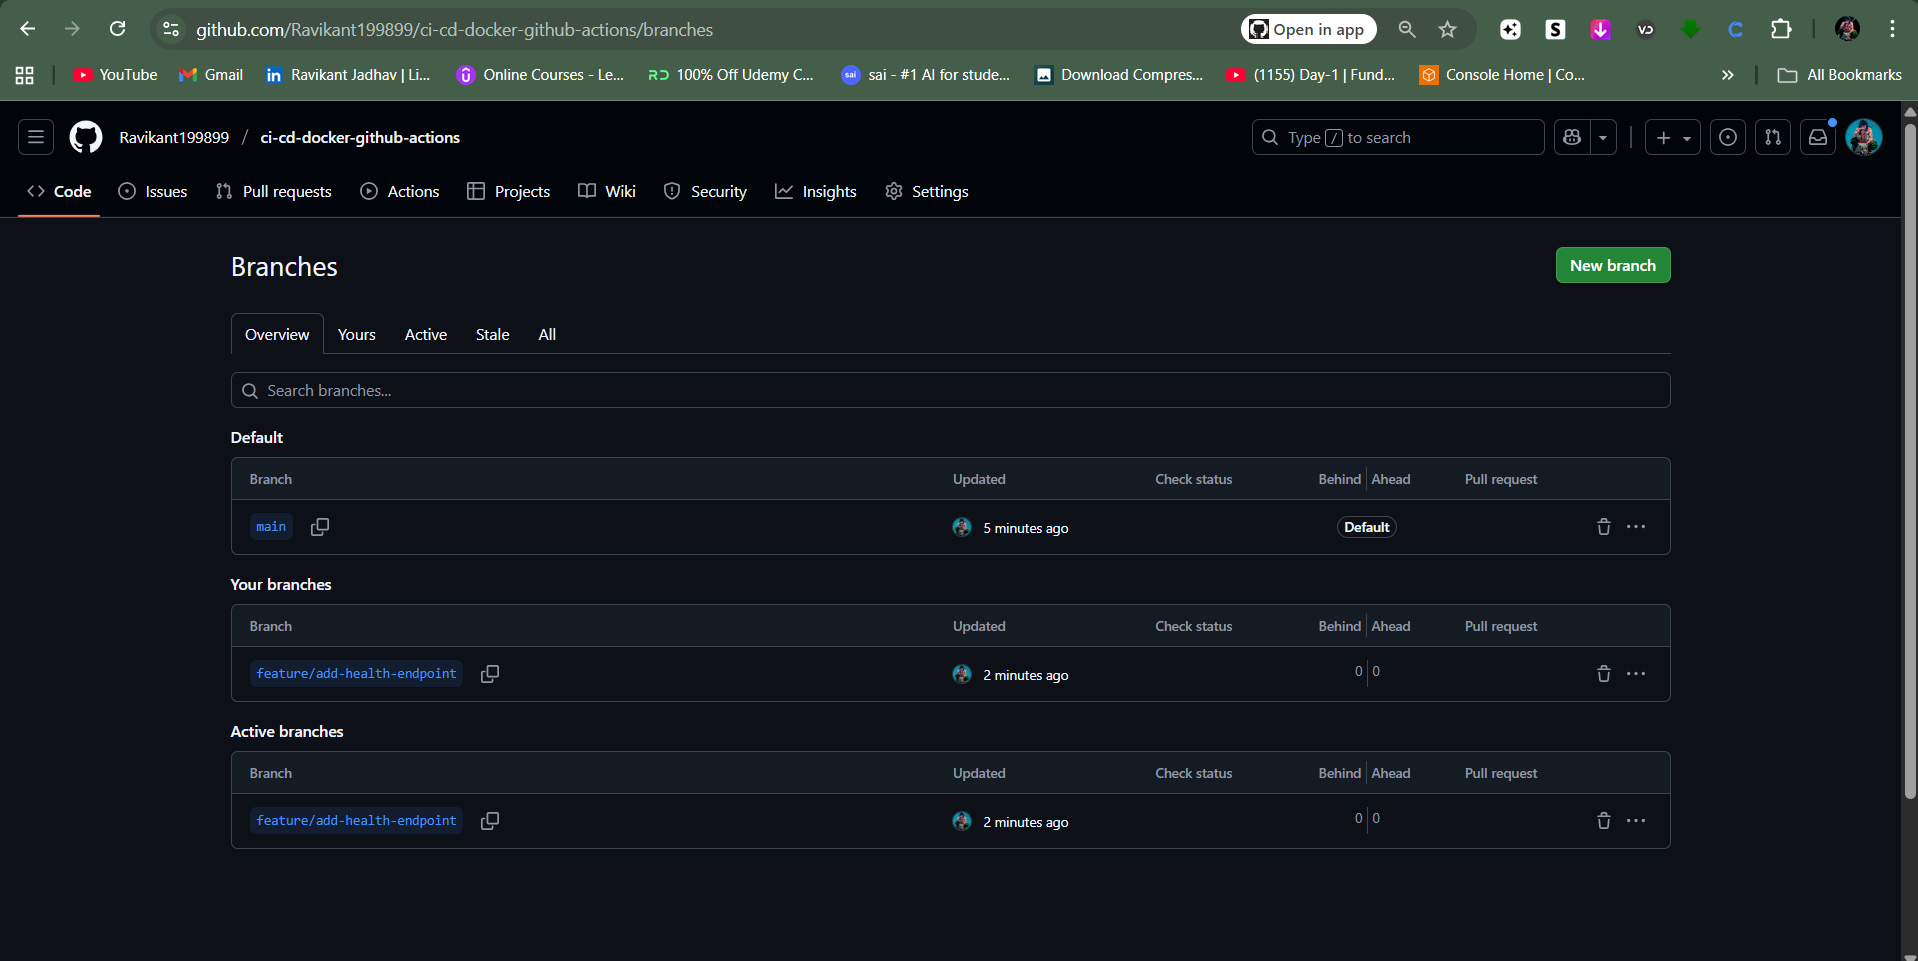 github.com/Ravikant199899/ci-cd-docker-github-actions/branches Open in app
YouTube Gmail Ravikant Jadhav | Li... Online Courses - Le... 100% Off Udemy C... sai - #1 AI for stude... Download Compres... (1155) Day-1 | Fund... Console Home | Co... » All Bookmarks
Ravikant199899 / ci-cd-docker-github-actions Type / to search
Code Issues Pull requests Actions Projects Wiki Security Insights Settings
Branches New branch
Overview Yours Active Stale All
Search branches...
Default
Branch Updated Check status Behind Ahead Pull request
main 5 minutes ago Default
Your branches
Branch Updated Check status Behind Ahead Pull request
feature/add-health-endpoint 2 minutes ago 0 0
Active branches
Branch Updated Check status Behind Ahead Pull request
feature/add-health-endpoint 2 minutes ago 0 0